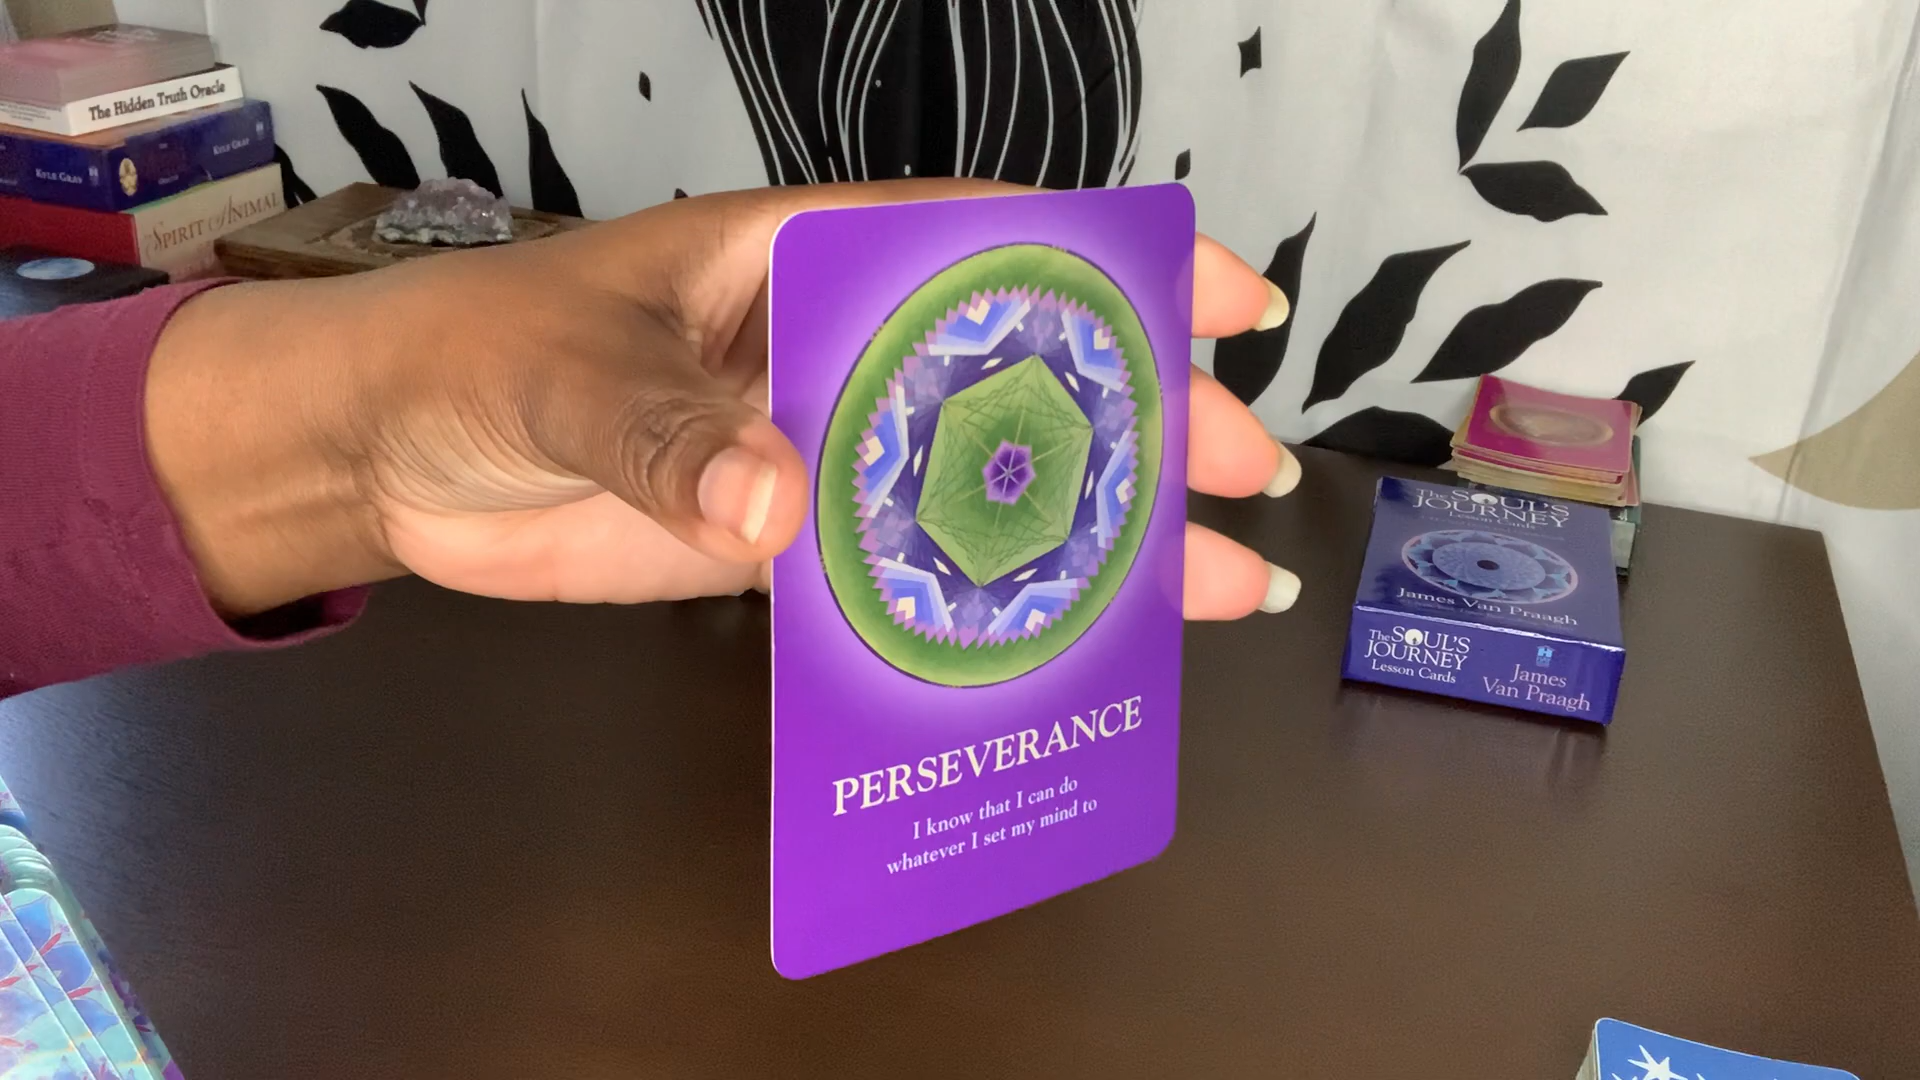 The Hidden Truth Oracle
KYLE GRAY
KYLE GRAY
SPIRIT ANIMAL
PERSEVERANCE
I know that I can do
whatever I set my mind to
The SOUL'S
JOURNEY
Lesson Cards
James Van Praagh
The SOUL'S
JOURNEY
Lesson Cards
James
Van Praagh